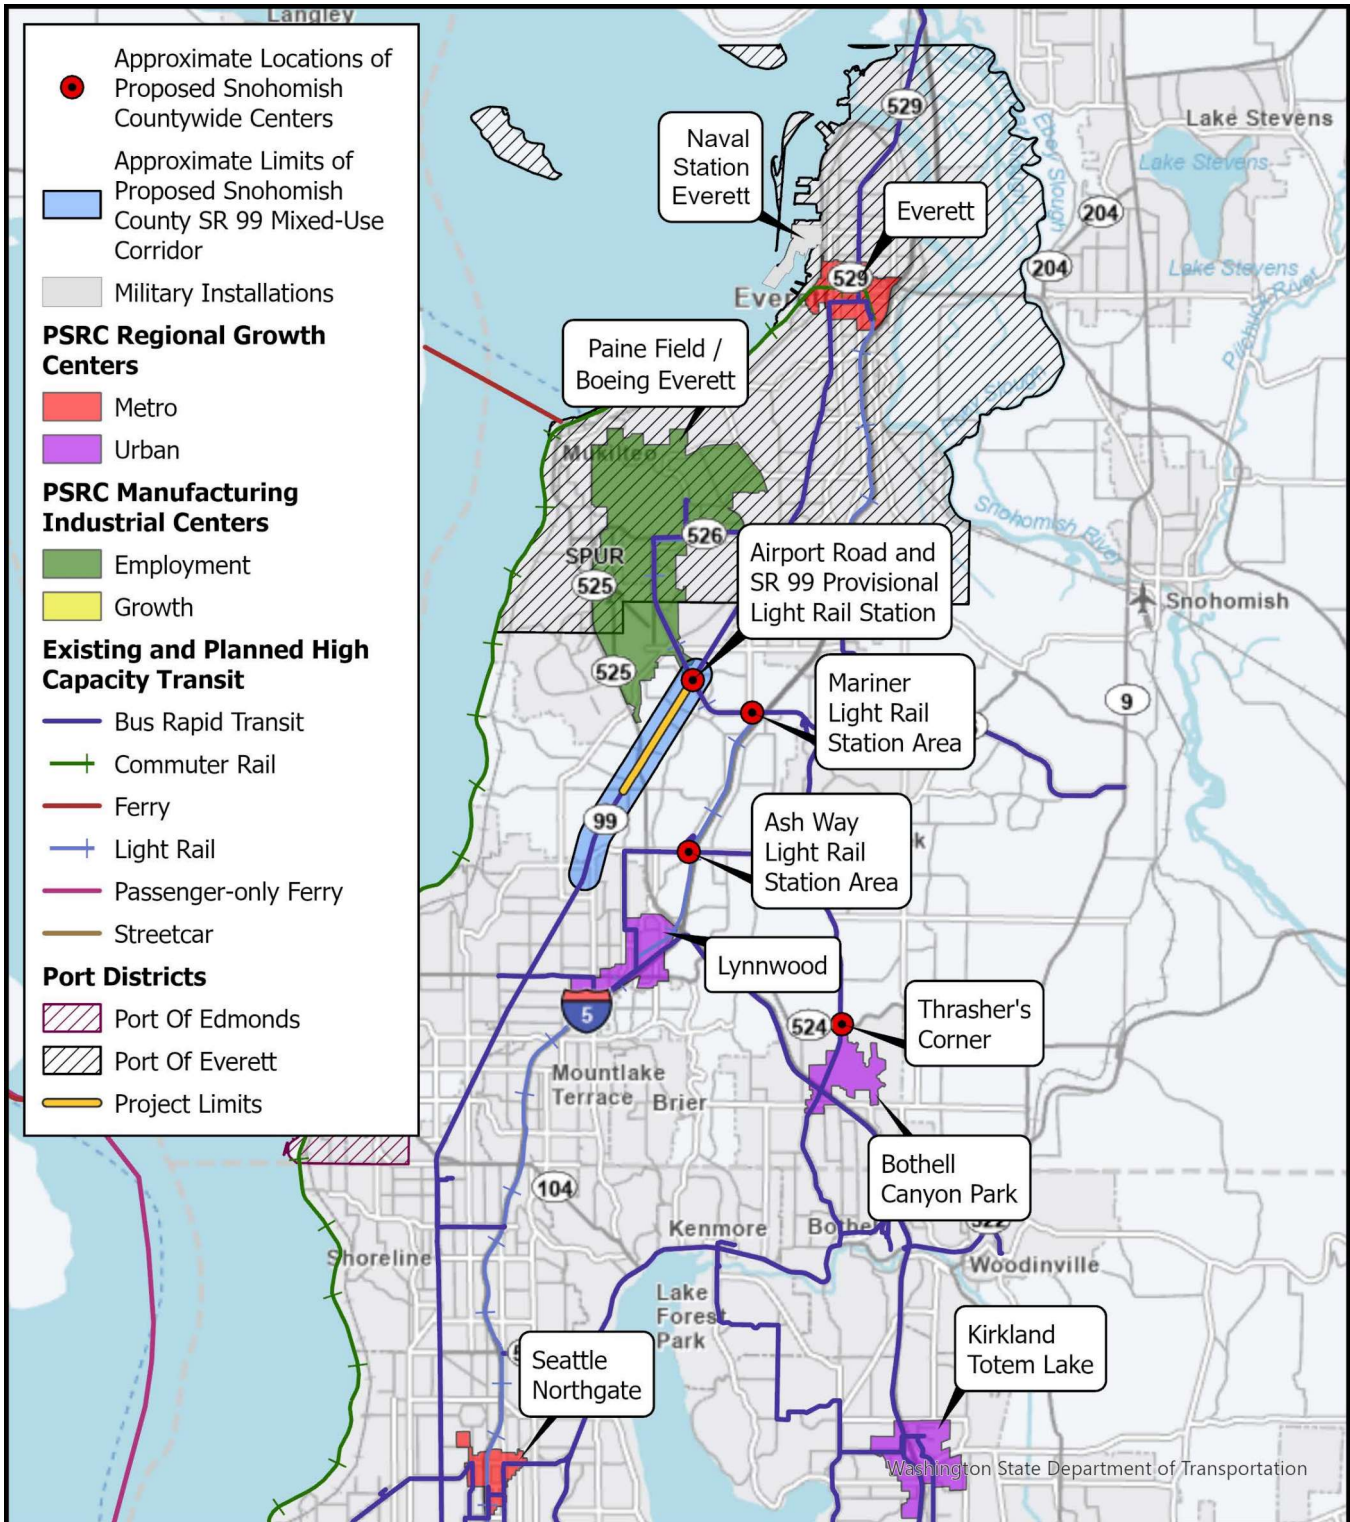 Langley
Approximate Locations of
Proposed Snohomish
Countywide Centers
Approximate Limits of
Proposed Snohomish
County SR 99 Mixed-Use
Corridor
Military Installations
PSRC Regional Growth
Centers
Metro
Urban
PSRC Manufacturing
Industrial Centers
Employment
Growth
Existing and Planned High
Capacity Transit
Bus Rapid Transit
Commuter Rail
Ferry
Light Rail
Passenger-only Ferry
Streetcar
Port Districts
Port Of Edmonds
Port Of Everett
Project Limits
529
Lake Stevens
Lake Stevens
Ebey Slough
Naval
Station
Everett
Everett
204
204
Lake Stevens
529
Pilchuck River
Paine Field /
Boeing Everett
Ebey Slough
Mukilteo
526
Snohomish River
SPUR
525
Airport Road and
SR 99 Provisional
Light Rail Station
Snohomish
525
Mariner
Light Rail
Station Area
9
99
Ash Way
Light Rail
Station Area
Lynnwood
5
524
Thrasher's
Corner
Mountlake
Terrace
Brier
Bothell
Canyon Park
104
Kenmore
522
Shoreline
Woodinville
Lake
Forest
Park
Seattle
Northgate
Kirkland
Totem Lake
Washington State Department of Transportation